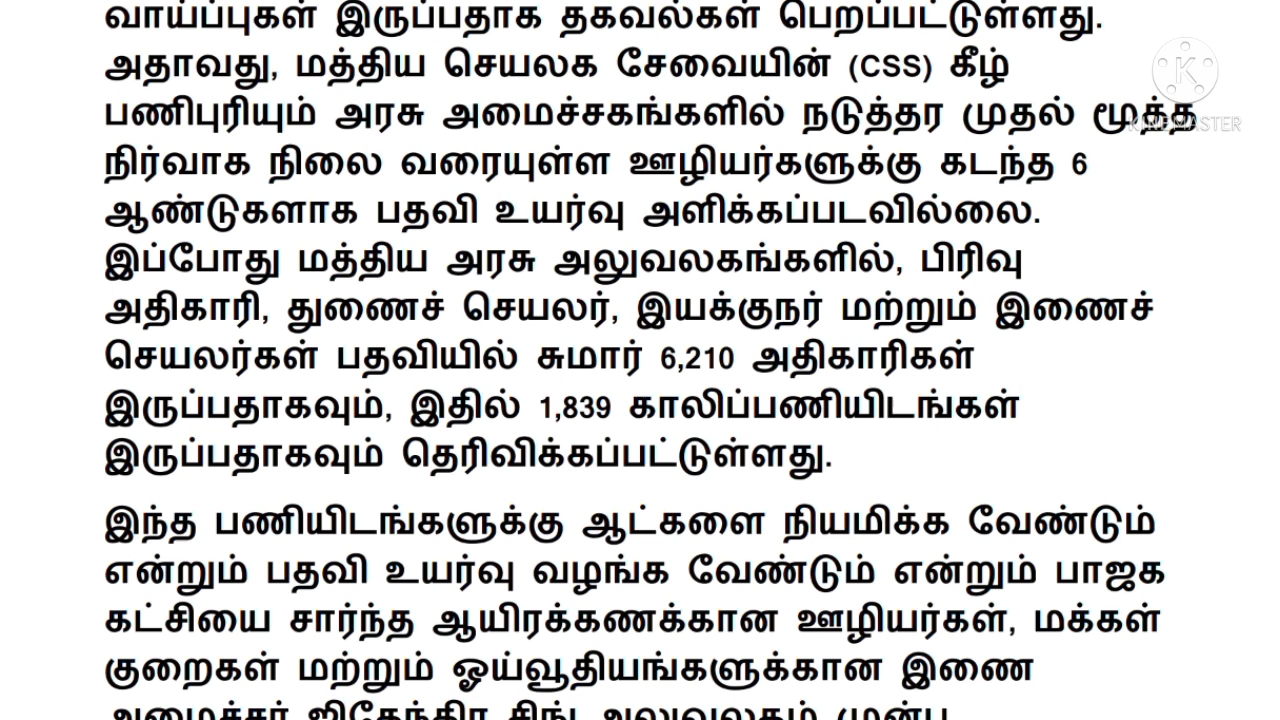 வாய்ப்புகள் இருப்பதாக தகவல்கள் பெறப்பட்டுள்ளது.
அதாவது, மத்திய செயலக சேவையின் (CSS) கீழ்
பணிபுரியும் அரசு அமைச்சகங்களில் நடுத்தர முதல் மூத்த
நிர்வாக நிலை வரையுள்ள ஊழியர்களுக்கு கடந்த 6
ஆண்டுகளாக பதவி உயர்வு அளிக்கப்படவில்லை.
இப்போது மத்திய அரசு அலுவலகங்களில், பிரிவு
அதிகாரி, துணைச் செயலர், இயக்குநர் மற்றும் இணைச்
செயலர்கள் பதவியில் சுமார் 6,210 அதிகாரிகள்
இருப்பதாகவும், இதில் 1,839 காலிப்பணியிடங்கள்
இருப்பதாகவும் தெரிவிக்கப்பட்டுள்ளது.
இந்த பணியிடங்களுக்கு ஆட்களை நியமிக்க வேண்டும்
என்றும் பதவி உயர்வு வழங்க வேண்டும் என்றும் பாஜக
கட்சியை சார்ந்த ஆயிரக்கணக்கான ஊழியர்கள், மக்கள்
குறைகள் மற்றும் ஓய்வூதியங்களுக்கான இணை
அமைச்சர் ஜிதேந்திர சிங் அலுவலகம் முன்பு
K
KINEMASTER